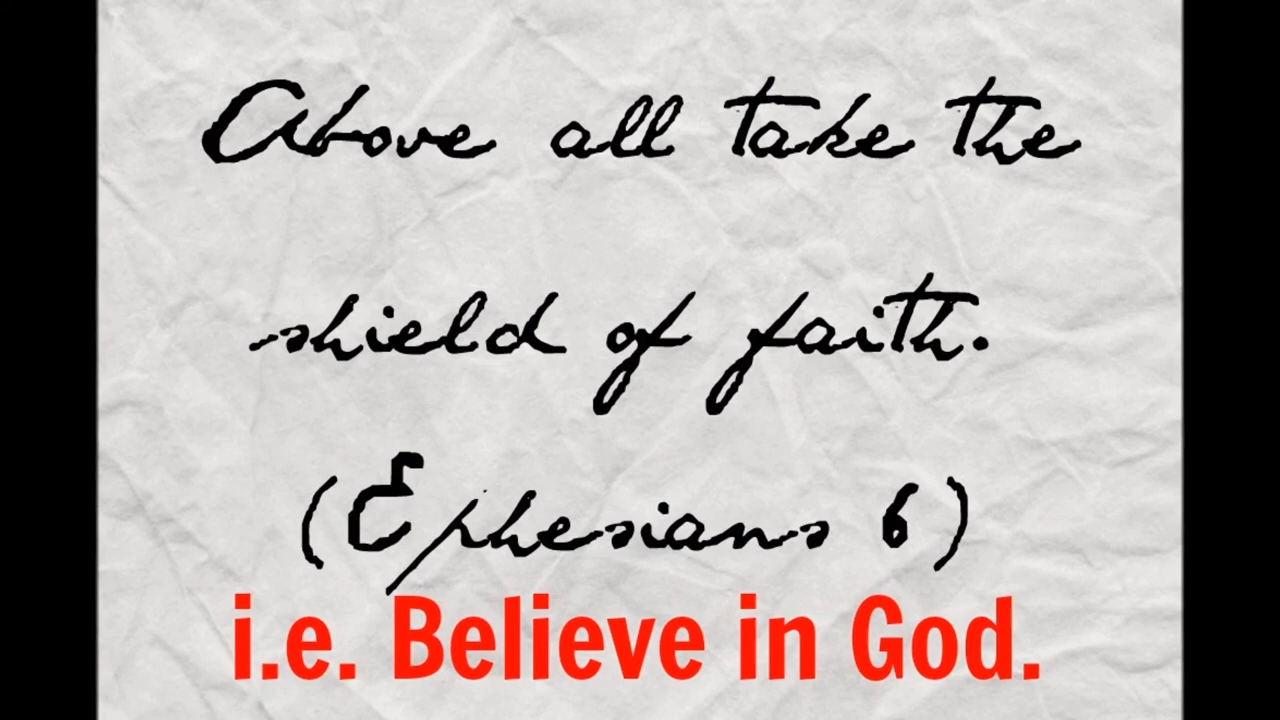 Above all take the
shield of faith.
(Ephesians 6)
i.e. Believe in God.